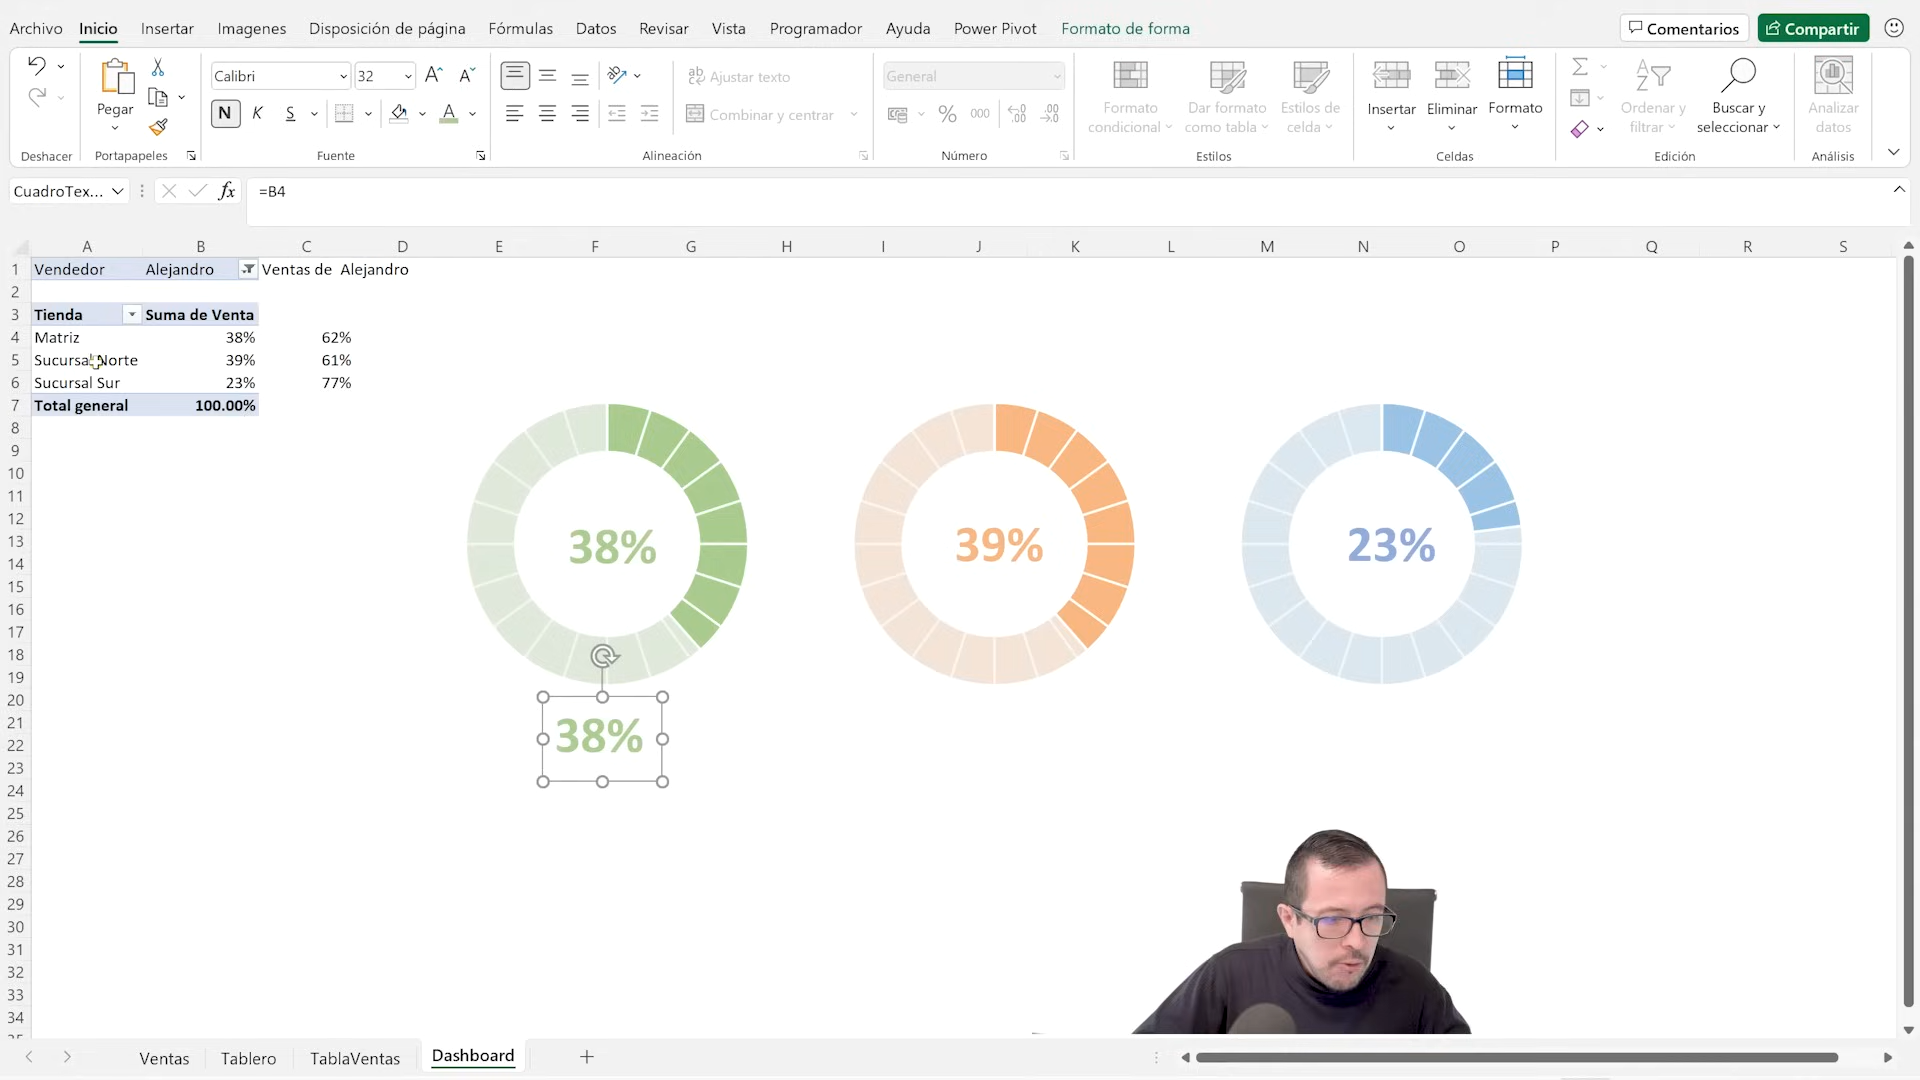 Archivo Inicio Insertar Imagenes Disposición de página Fórmulas Datos Revisar Vista Programador Ayuda Power Pivot Formato de forma Comentarios Compartir
Pegar
Calibri 32
N K S
ab Ajustar texto
Combinar y centrar
General
% 000
Formato condicional
Dar formato como tabla
Estilos de celda
Insertar
Eliminar
Formato
Ordenar y filtrar
Buscar y seleccionar
Analizar datos
Deshacer Portapapeles Fuente Alineación Número Estilos Celdas Edición Análisis
CuadroTex... fx =B4
A B C D E F G H I J K L M N O P Q R S
1 Vendedor Alejandro Ventas de Alejandro
2
3 Tienda Suma de Venta
4 Matriz 38% 62%
5 Sucursal Norte 39% 61%
6 Sucursal Sur 23% 77%
7 Total general 100.00%
8
9
10
11
12
13
14
15
16
17
18
19
20
21
22
23
24
25
26
27
28
29
30
31
32
33
34
38% 39% 23%
38%
Ventas Tablero TablaVentas Dashboard